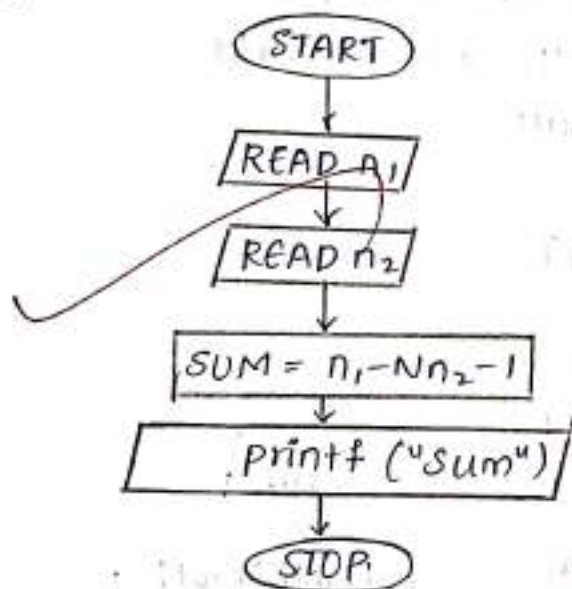 START
READ n₁
READ n₂
SUM = n₁-Nn₂-1
printf ("sum")
STOP.